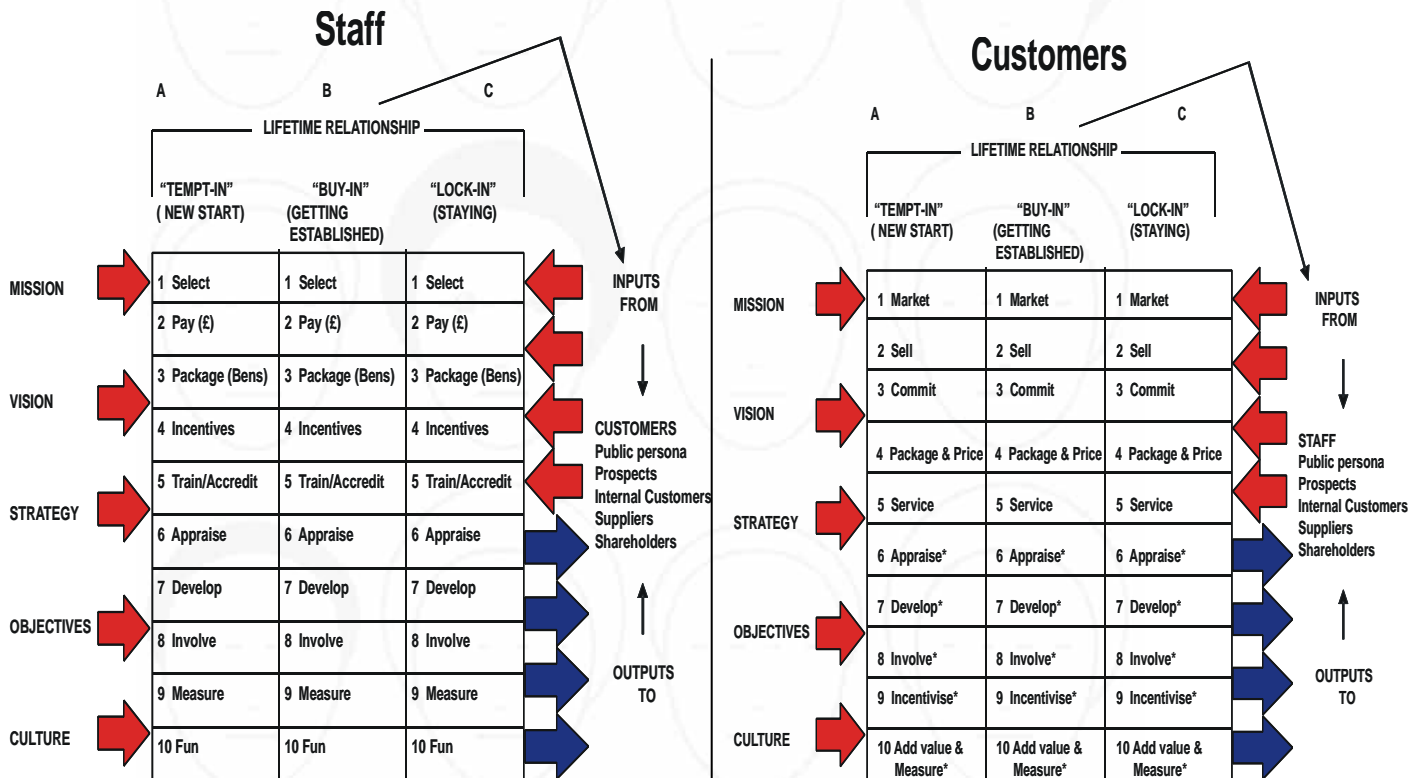 Staff
A B C
LIFETIME RELATIONSHIP
“TEMPT-IN” “BUY-IN” “LOCK-IN”
( NEW START) (GETTING (STAYING)
ESTABLISHED)
MISSION
VISION
STRATEGY
OBJECTIVES
CULTURE
1 Select 1 Select 1 Select
2 Pay (£) 2 Pay (£) 2 Pay (£)
3 Package (Bens) 3 Package (Bens) 3 Package (Bens)
4 Incentives 4 Incentives 4 Incentives
5 Train/Accredit 5 Train/Accredit 5 Train/Accredit
6 Appraise 6 Appraise 6 Appraise
7 Develop 7 Develop 7 Develop
8 Involve 8 Involve 8 Involve
9 Measure 9 Measure 9 Measure
10 Fun 10 Fun 10 Fun
INPUTS
FROM
CUSTOMERS
Public persona
Prospects
Internal Customers
Suppliers
Shareholders
OUTPUTS
TO
Customers
A B C
LIFETIME RELATIONSHIP
“TEMPT-IN” “BUY-IN” “LOCK-IN”
( NEW START) (GETTING (STAYING)
ESTABLISHED)
MISSION
VISION
STRATEGY
OBJECTIVES
CULTURE
1 Market 1 Market 1 Market
2 Sell 2 Sell 2 Sell
3 Commit 3 Commit 3 Commit
4 Package & Price 4 Package & Price 4 Package & Price
5 Service 5 Service 5 Service
6 Appraise* 6 Appraise* 6 Appraise*
7 Develop* 7 Develop* 7 Develop*
8 Involve* 8 Involve* 8 Involve*
9 Incentivise* 9 Incentivise* 9 Incentivise*
10 Add value & 10 Add value & 10 Add value &
Measure* Measure* Measure*
INPUTS
FROM
STAFF
Public persona
Prospects
Internal Customers
Suppliers
Shareholders
OUTPUTS
TO